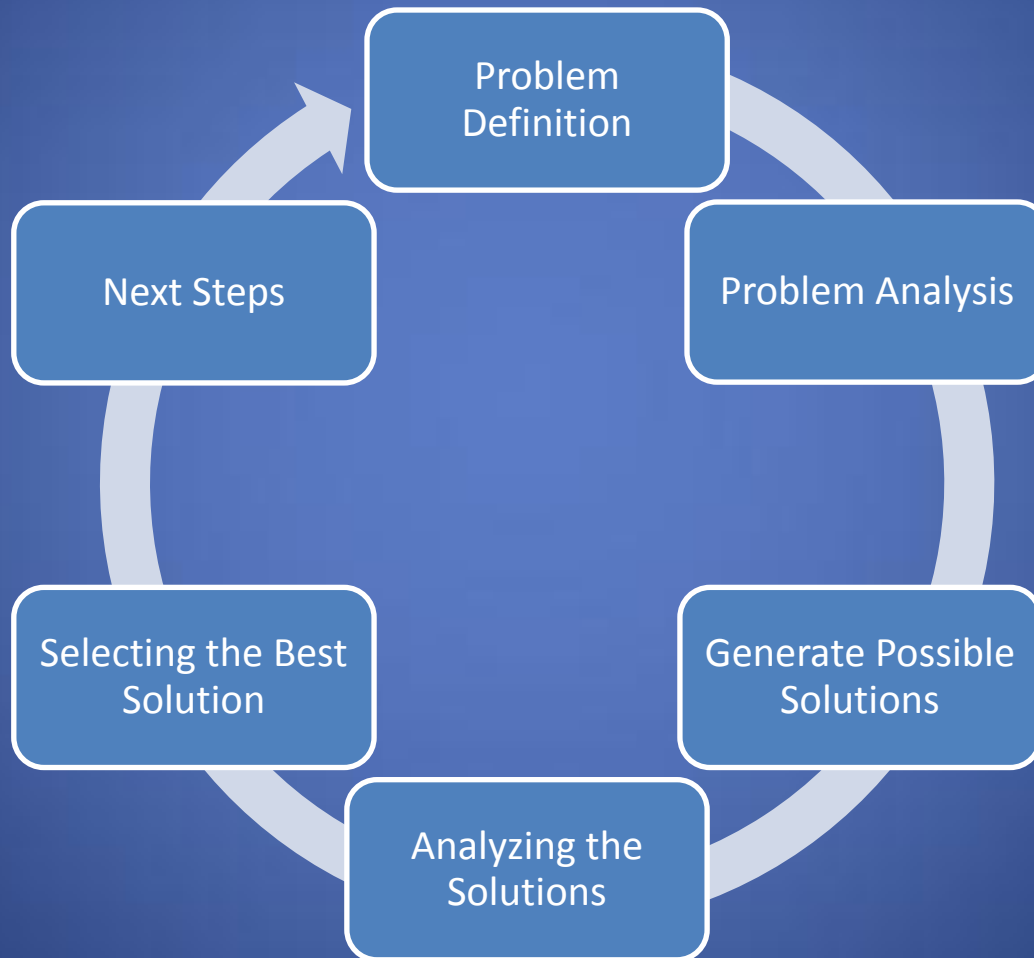 Problem
Definition
Problem Analysis
Generate Possible
Solutions
Analyzing the
Solutions
Selecting the Best
Solution
Next Steps